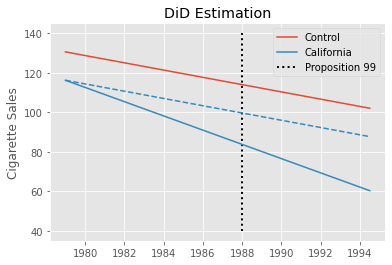 DiD Estimation
Control
California
Proposition 99
Cigarette Sales
140
120
100
80
60
40
1980 1982 1984 1986 1988 1990 1992 1994